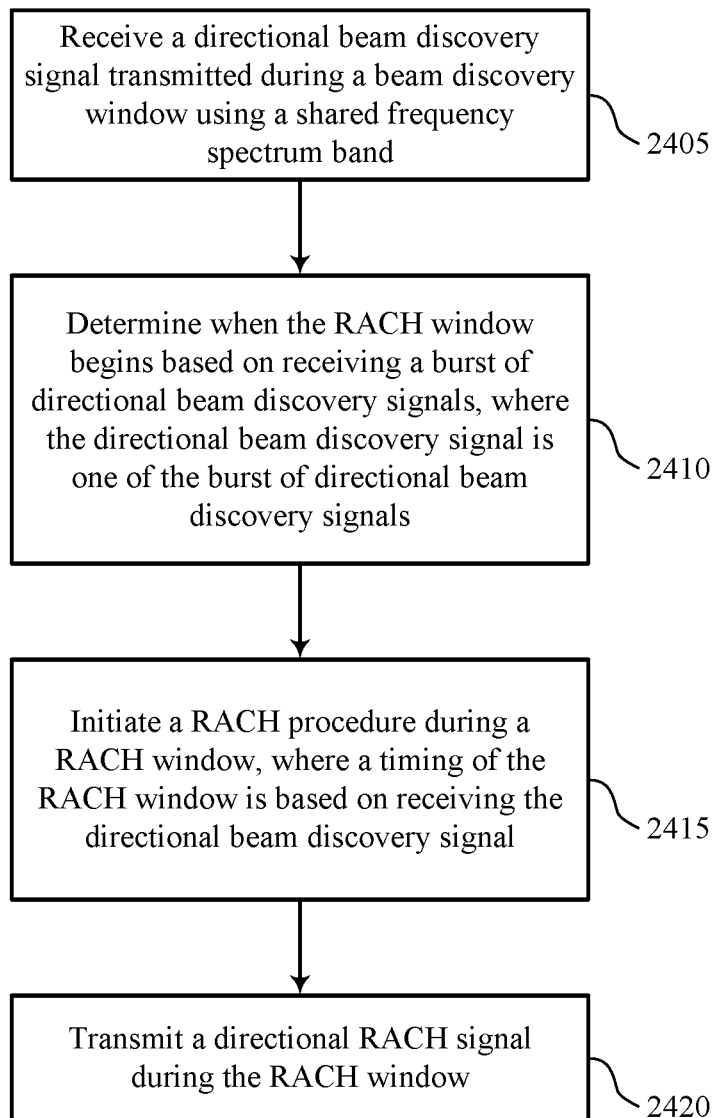 Receive a directional beam discovery
signal transmitted during a beam discovery
window using a shared frequency
spectrum band
2405
Determine when the RACH window
begins based on receiving a burst of
directional beam discovery signals, where
the directional beam discovery signal is
one of the burst of directional beam
discovery signals
2410
Initiate a RACH procedure during a
RACH window, where a timing of the
RACH window is based on receiving the
directional beam discovery signal
2415
Transmit a directional RACH signal
during the RACH window
2420